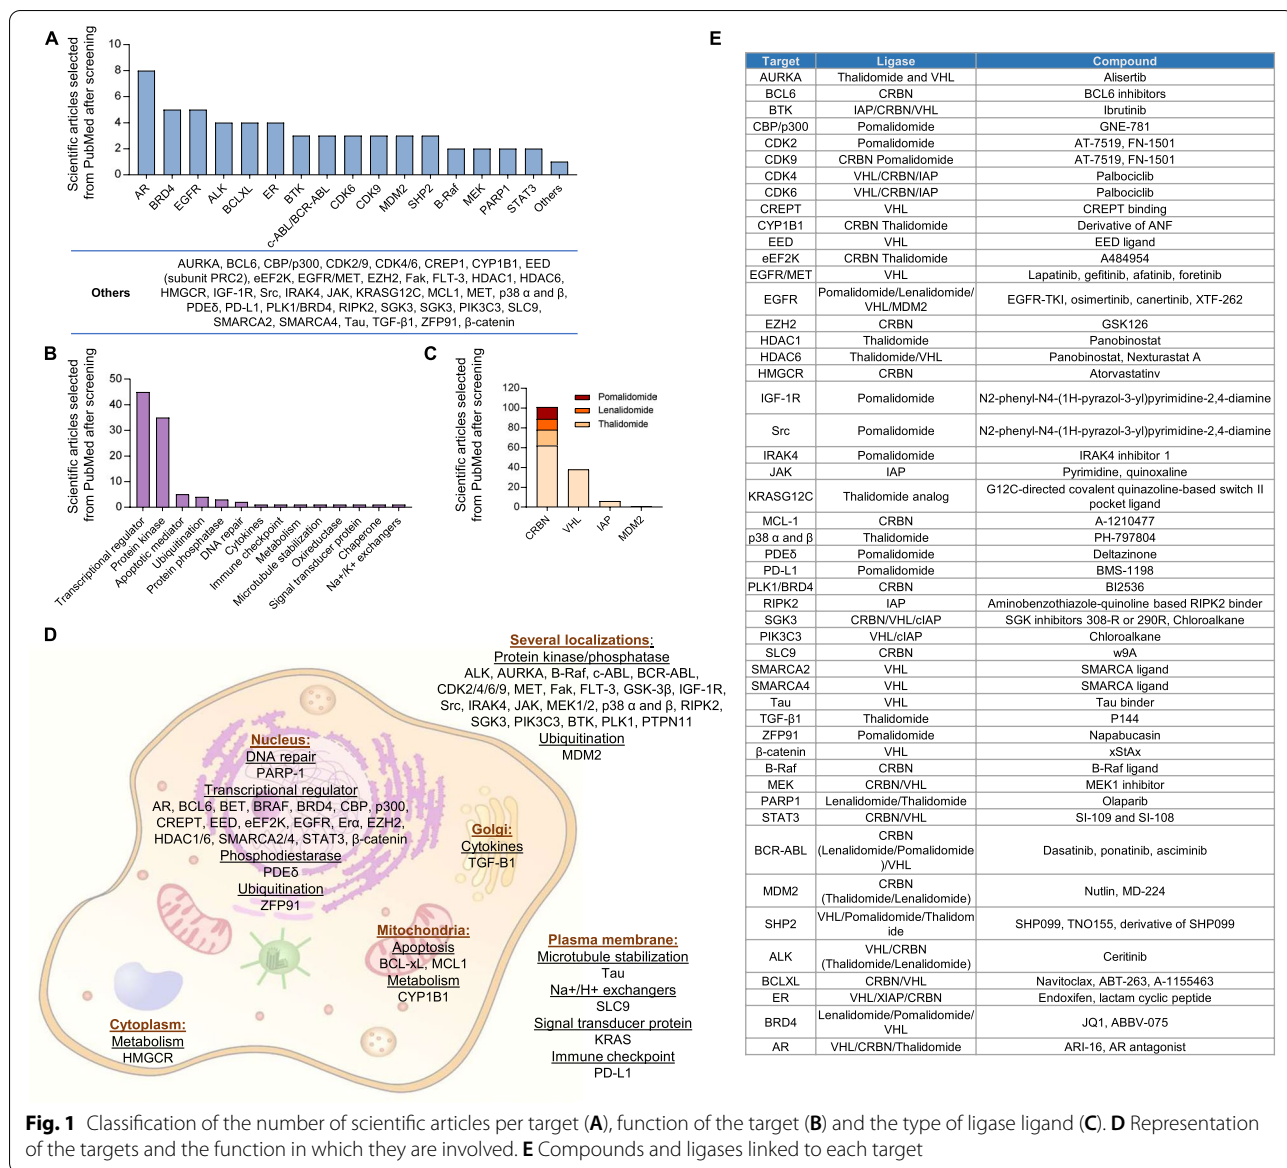 A
Scientific articles selected
from PubMed after screening
10
8
6
4
2
0
AR
BRD4
EGFR
ALK
BCLXL
ER
BTK
c-ABL/BCR-ABL
CDK6
CDK9
MDM2
SHP2
B-Raf
MEK
PARP1
STAT3
Others
Others
AURKA, BCL6, CBP/p300, CDK2/9, CDK4/6, CREP1, CYP1B1, EED
(subunit PRC2), eEF2K, EGFR/MET, EZH2, Fak, FLT-3, HDAC1, HDAC6,
HMGCR, IGF-1R, Src, IRAK4, JAK, KRASG12C, MCL1, MET, p38 α and β,
PDEδ, PD-L1, PLK1/BRD4, RIPK2, SGK3, SGK3, PIK3C3, SLC9,
SMARCA2, SMARCA4, Tau, TGF-β1, ZFP91, β-catenin
B
Scientific articles selected
from PubMed after screening
50
40
30
20
10
0
Transcriptional regulator
Protein kinase
Apoptotic mediator
Ubiquitination
Protein phosphatase
DNA repair
Cytokines
Immune checkpoint
Metabolism
Microtubule stabilization
Oxireductase
Signal transducer protein
Chaperone
Na+/K+ exchangers
C
Scientific articles selected
from PubMed after screening
120
100
80
60
40
20
0
Pomalidomide
Lenalidomide
Thalidomide
CRBN
VHL
IAP
MDM2
D
Several localizations:
Protein kinase/phosphatase
ALK, AURKA, B-Raf, c-ABL, BCR-ABL,
CDK2/4/6/9, MET, Fak, FLT-3, GSK-3β, IGF-1R,
Src, IRAK4, JAK, MEK1/2, p38 α and β, RIPK2,
SGK3, PIK3C3, BTK, PLK1, PTPN11
Ubiquitination
MDM2
Nucleus:
DNA repair
PARP-1
Transcriptional regulator
AR, BCL6, BET, BRAF, BRD4, CBP, p300,
CREPT, EED, eEF2K, EGFR, Erα, EZH2,
HDAC1/6, SMARCA2/4, STAT3, β-catenin
Phosphodiestarase
PDEδ
Ubiquitination
ZFP91
Golgi:
Cytokines
TGF-B1
Mitochondria:
Apoptosis
BCL-xL, MCL1
Metabolism
CYP1B1
Plasma membrane:
Microtubule stabilization
Tau
Na+/H+ exchangers
SLC9
Signal transducer protein
KRAS
Immune checkpoint
PD-L1
Cytoplasm:
Metabolism
HMGCR
E
Target Ligase Compound
AURKA Thalidomide and VHL Alisertib
BCL6 CRBN BCL6 inhibitors
BTK IAP/CRBN/VHL Ibrutinib
CBP/p300 Pomalidomide GNE-781
CDK2 Pomalidomide AT-7519, FN-1501
CDK9 CRBN Pomalidomide AT-7519, FN-1501
CDK4 VHL/CRBN/IAP Palbociclib
CDK6 VHL/CRBN/IAP Palbociclib
CREPT VHL CREPT binding
CYP1B1 CRBN Thalidomide Derivative of ANF
EED VHL EED ligand
eEF2K CRBN Thalidomide A484954
EGFR/MET VHL Lapatinib, gefitinib, afatinib, foretinib
EGFR Pomalidomide/Lenalidomide/
VHL/MDM2 EGFR-TKI, osimertinib, canertinib, XTF-262
EZH2 CRBN GSK126
HDAC1 Thalidomide Panobinostat
HDAC6 Thalidomide/VHL Panobinostat, Nexturastat A
HMGCR CRBN Atorvastatinv
IGF-1R Pomalidomide N2-phenyl-N4-(1H-pyrazol-3-yl)pyrimidine-2,4-diamine
Src Pomalidomide N2-phenyl-N4-(1H-pyrazol-3-yl)pyrimidine-2,4-diamine
IRAK4 Pomalidomide IRAK4 inhibitor 1
JAK IAP Pyrimidine, quinoxaline
KRASG12C Thalidomide analog G12C-directed covalent quinazoline-based switch II
pocket ligand
MCL-1 CRBN A-1210477
p38 α and β Thalidomide PH-797804
PDEδ Pomalidomide Deltazinone
PD-L1 Pomalidomide BMS-1198
PLK1/BRD4 CRBN BI2536
RIPK2 IAP Aminobenzothiazole-quinoline based RIPK2 binder
SGK3 CRBN/VHL/cIAP SGK inhibitors 308-R or 290R, Chloroalkane
PIK3C3 VHL/cIAP Chloroalkane
SLC9 CRBN w9A
SMARCA2 VHL SMARCA ligand
SMARCA4 VHL SMARCA ligand
Tau VHL Tau binder
TGF-β1 Thalidomide P144
ZFP91 Pomalidomide Napabucasin
β-catenin VHL xStAx
B-Raf CRBN B-Raf ligand
MEK CRBN/VHL MEK1 inhibitor
PARP1 Lenalidomide/Thalidomide Olaparib
STAT3 CRBN/VHL SI-109 and SI-108
BCR-ABL CRBN
(Lenalidomide/Pomalidomide
)/VHL Dasatinib, ponatinib, asciminib
MDM2 CRBN
(Thalidomide/Lenalidomide) Nutlin, MD-224
SHP2 VHL/Pomalidomide/Thalidom
ide SHP099, TNO155, derivative of SHP099
ALK VHL/CRBN
(Thalidomide/Lenalidomide) Ceritinib
BCLXL CRBN/VHL Navitoclax, ABT-263, A-1155463
ER VHL/XIAP/CRBN Endoxifen, lactam cyclic peptide
BRD4 Lenalidomide/Pomalidomide/
VHL JQ1, ABBV-075
AR VHL/CRBN/Thalidomide ARI-16, AR antagonist
Fig. 1 Classification of the number of scientific articles per target (A), function of the target (B) and the type of ligase ligand (C). D Representation
of the targets and the function in which they are involved. E Compounds and ligases linked to each target